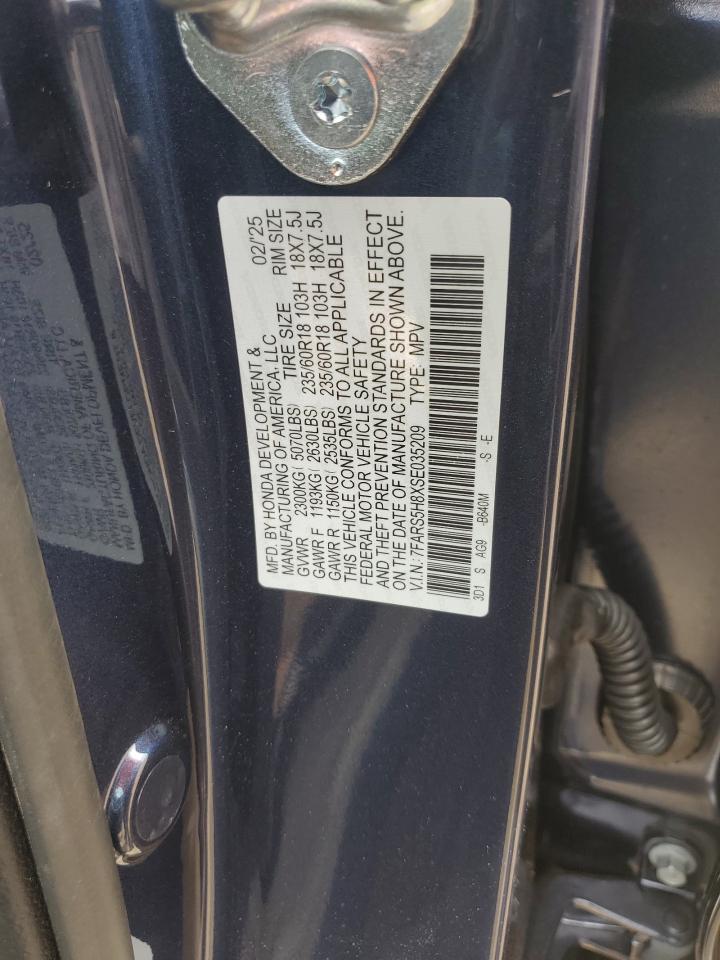 MFD. BY HONDA DEVELOPMENT & 02/'25
MANUFACTURING OF AMERICA, LLC
TIRE SIZE RIM SIZE
GVWR 2300KG ( 5070LBS)
GAWR F 1193KG ( 2630LBS) 235/60R18 103H 18X7.5J
GAWR R 1150KG ( 2535LBS) 235/60R18 103H 18X7.5J
THIS VEHICLE CONFORMS TO ALL APPLICABLE
FEDERAL MOTOR VEHICLE SAFETY
AND THEFT PREVENTION STANDARDS IN EFFECT
ON THE DATE OF MANUFACTURE SHOWN ABOVE.
V.I.N.: 7FARS5H8XSE035209 TYPE: MPV
3D1 S AG9 -B640M -S -E